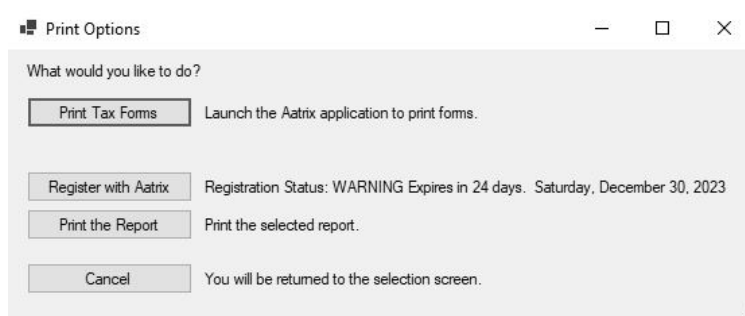 Print Options
What would you like to do?
Print Tax Forms Launch the Aatrix application to print forms.
Register with Aatrix Registration Status: WARNING Expires in 24 days. Saturday, December 30, 2023
Print the Report Print the selected report.
Cancel You will be returned to the selection screen.